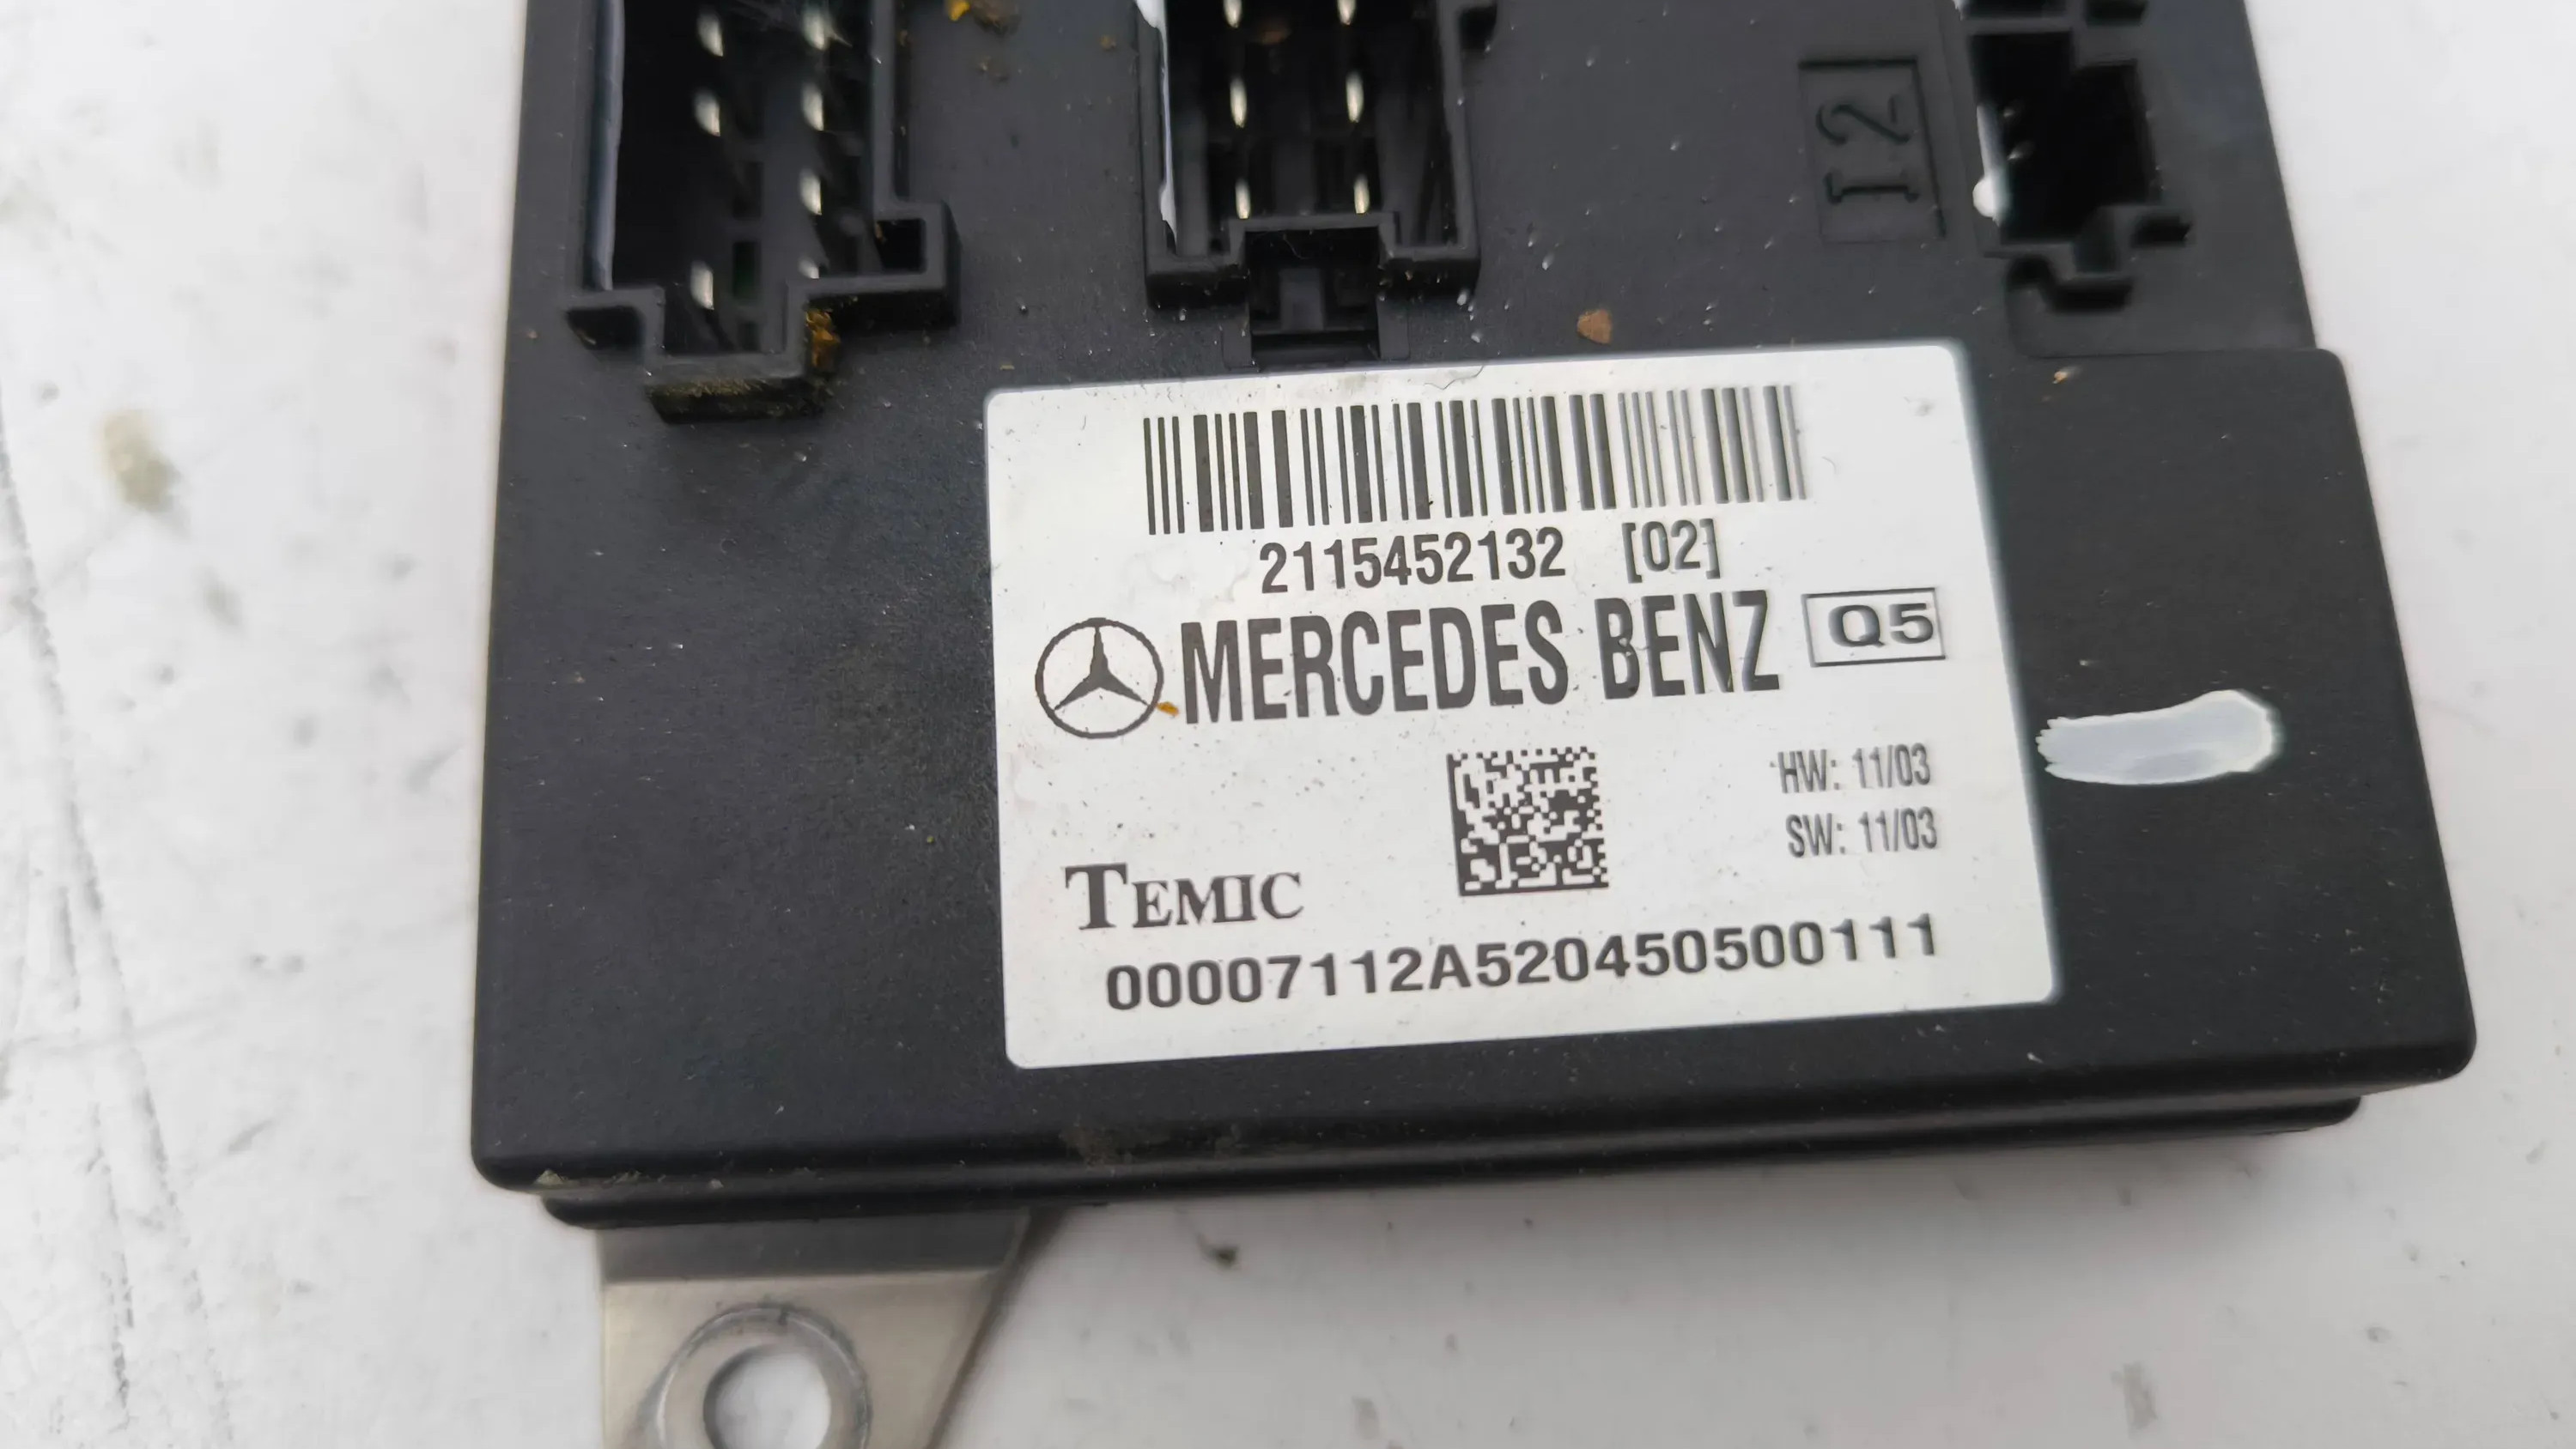 I2
2115452132 [02]
MERCEDES BENZ Q5
HW: 11/03
SW: 11/03
TEMIC
00007112A520450500111